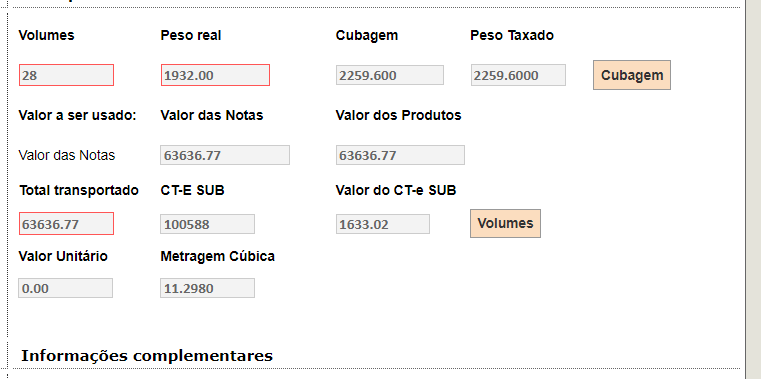 Volumes Peso real Cubagem Peso Taxado
28 1932.00 2259.600 2259.6000 Cubagem
Valor a ser usado: Valor das Notas Valor dos Produtos
Valor das Notas 63636.77 63636.77
Total transportado CT-E SUB Valor do CT-e SUB
63636.77 100588 1633.02 Volumes
Valor Unitário Metragem Cúbica
0.00 11.2980
Informações complementares